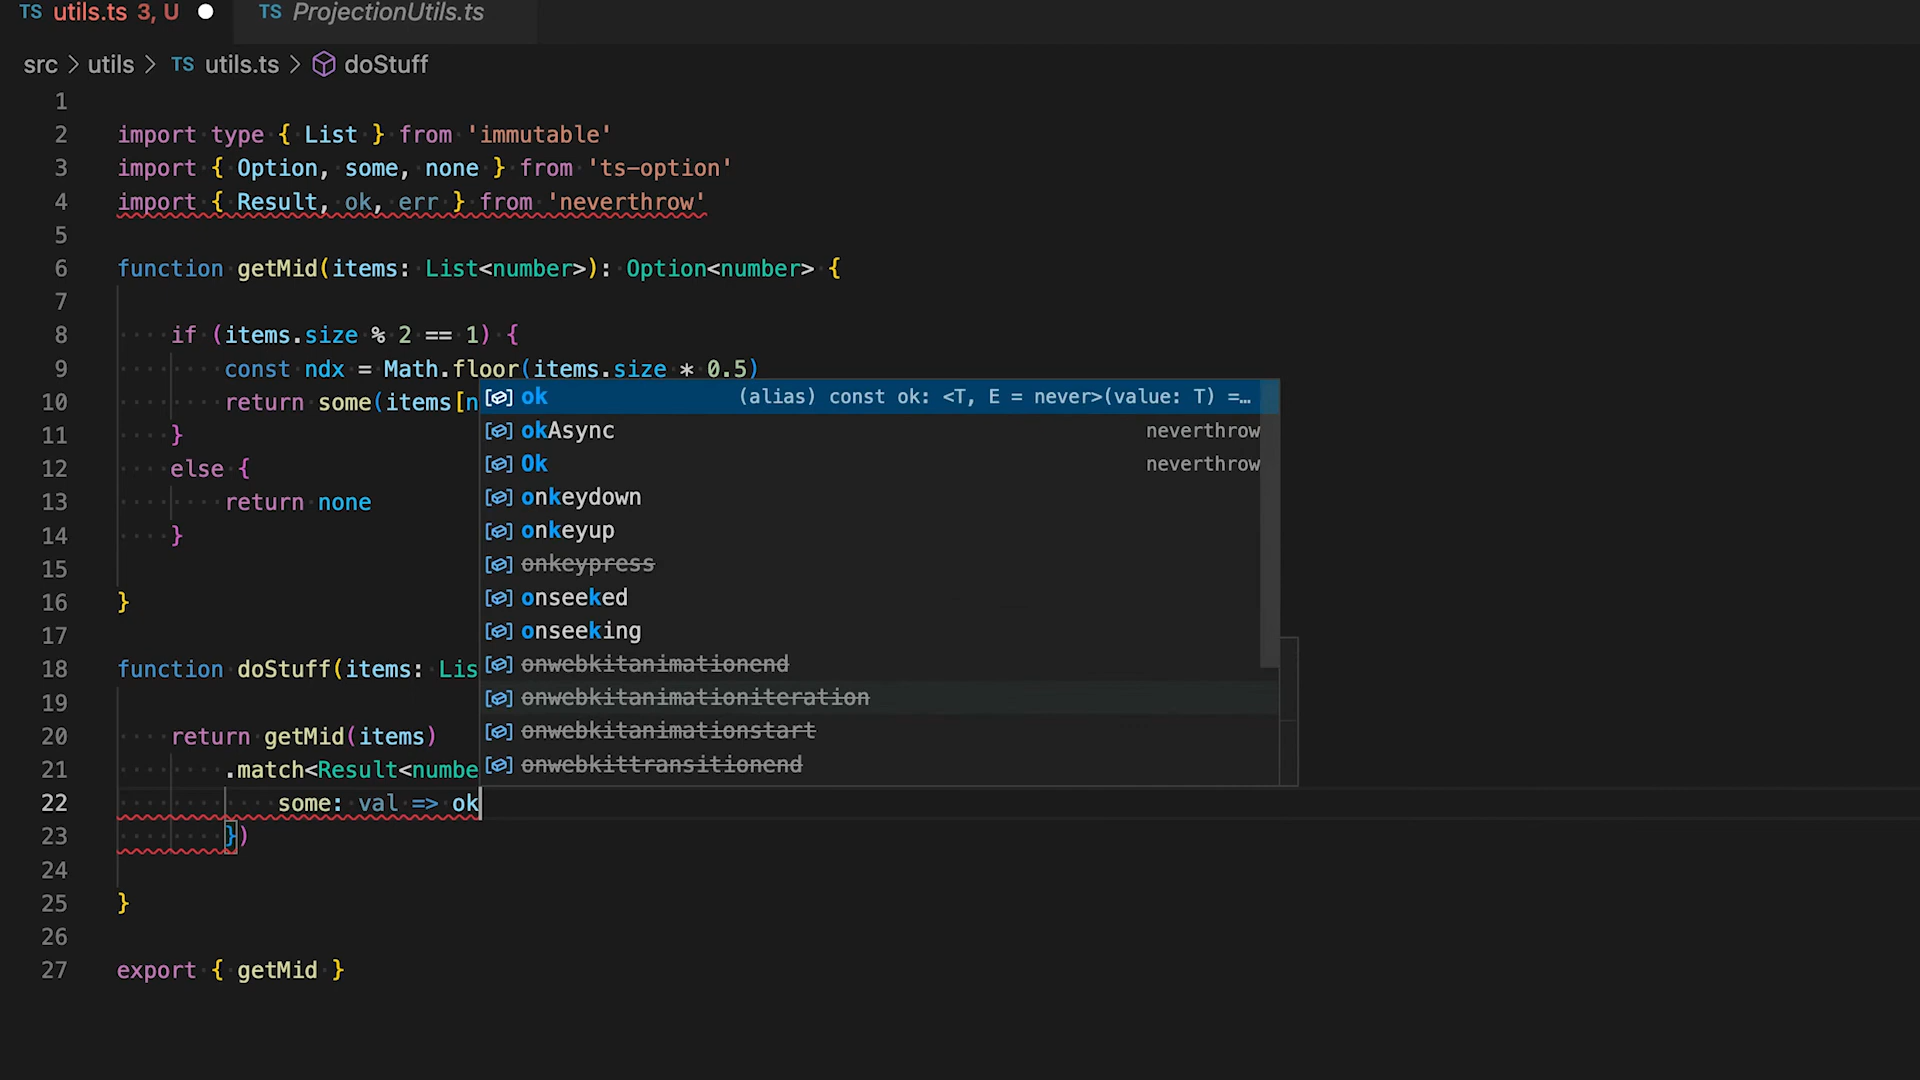 TS utils.ts 3, U ● TS ProjectionUtils.ts
src > utils > TS utils.ts > doStuff
1
2 import type { List } from 'immutable'
3 import { Option, some, none } from 'ts-option'
4 import { Result, ok, err } from 'neverthrow'
5
6 function getMid(items: List<number>): Option<number> {
7
8 if (items.size % 2 == 1) {
9 const ndx = Math.floor(items.size * 0.5)
10 return some(items[n
ok (alias) const ok: <T, E = never>(value: T) =…
11 }
okAsync neverthrow
12 else {
Ok neverthrow
13 return none
onkeydown
14 }
onkeyup
15
onkeypress
16 }
onseeked
17
onseeking
18 function doStuff(items: Lis
onwebkitanimationend
19
onwebkitanimationiteration
20 return getMid(items)
onwebkitanimationstart
21 .match<Result<numbe
onwebkittransitionend
22 some: val => ok
23 })
24
25 }
26
27 export { getMid }